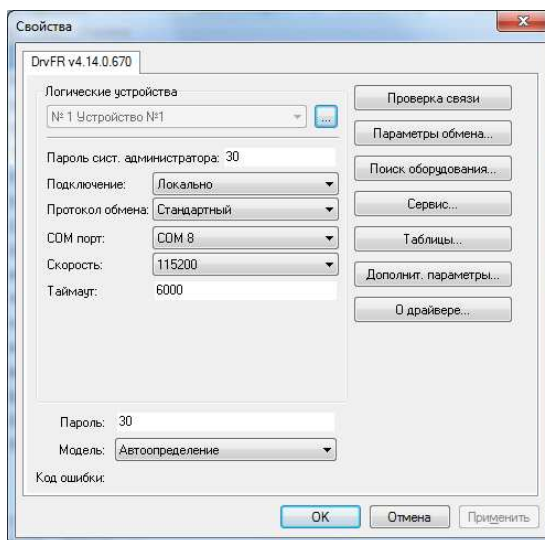 Свойства
DrvFR v4.14.0.670
Логические устройства
№ 1 Устройство №1
...
Пароль сист. администратора: 30
Подключение: Локально
Протокол обмена: Стандартный
COM порт: COM 8
Скорость: 115200
Таймаут: 6000
Проверка связи
Параметры обмена...
Поиск оборудования...
Сервис...
Таблицы...
Дополнит. параметры...
О драйвере...
Пароль: 30
Модель: Автоопределение
Код ошибки:
OK
Отмена
Применить